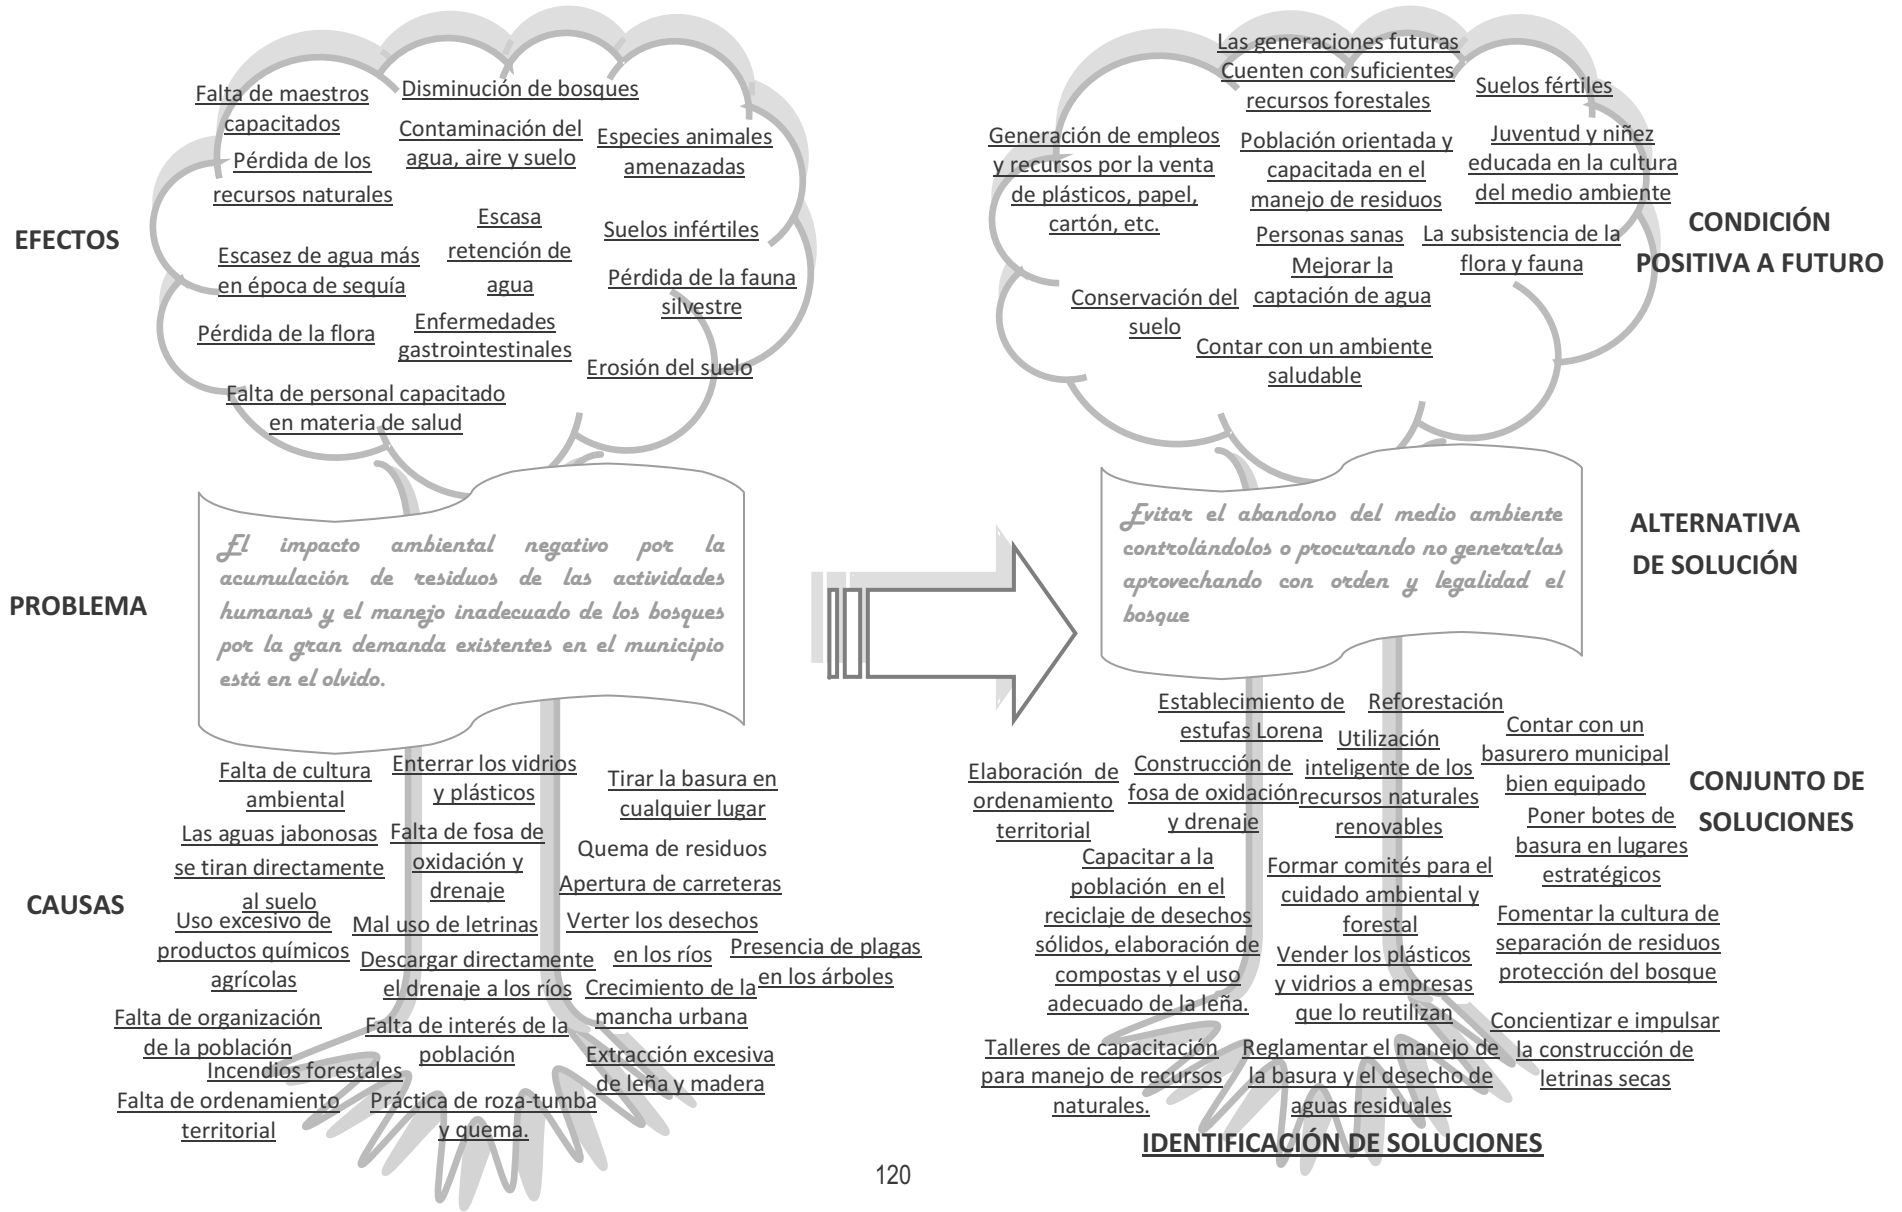 EFECTOS
Falta de maestros
capacitados
Disminución de bosques
Contaminación del
agua, aire y suelo
Especies animales
amenazadas
Pérdida de los
recursos naturales
Escasa
retención de
agua
Suelos infértiles
Escasez de agua más
en época de sequía
Pérdida de la fauna
silvestre
Pérdida de la flora
Enfermedades
gastrointestinales
Erosión del suelo
Falta de personal capacitado
en materia de salud
PROBLEMA
El impacto ambiental negativo por la
acumulación de residuos de las actividades
humanas y el manejo inadecuado de los bosques
por la gran demanda existentes en el municipio
está en el olvido.
CAUSAS
Falta de cultura
ambiental
Enterrar los vidrios
y plásticos
Tirar la basura en
cualquier lugar
Las aguas jabonosas
se tiran directamente
al suelo
Falta de fosa de
oxidación y
drenaje
Quema de residuos
Apertura de carreteras
Uso excesivo de
productos químicos
agrícolas
Mal uso de letrinas
Verter los desechos
en los ríos
Presencia de plagas
en los árboles
Descargar directamente
el drenaje a los ríos
Crecimiento de la
mancha urbana
Falta de organización
de la población
Falta de interés de la
población
Extracción excesiva
de leña y madera
Incendios forestales
Falta de ordenamiento
territorial
Práctica de roza-tumba
y quema.
CONDICIÓN
POSITIVA A FUTURO
Las generaciones futuras
Cuenten con suficientes
recursos forestales
Suelos fértiles
Generación de empleos
y recursos por la venta
de plásticos, papel,
cartón, etc.
Población orientada y
capacitada en el
manejo de residuos
Juventud y niñez
educada en la cultura
del medio ambiente
Personas sanas
La subsistencia de la
flora y fauna
Mejorar la
captación de agua
Conservación del
suelo
Contar con un ambiente
saludable
ALTERNATIVA
DE SOLUCIÓN
Evitar el abandono del medio ambiente
controlándolos o procurando no generarlas
aprovechando con orden y legalidad el
bosque
CONJUNTO DE
SOLUCIONES
Establecimiento de
estufas Lorena
Reforestación
Contar con un
basurero municipal
bien equipado
Elaboración de
ordenamiento
territorial
Construcción de
fosa de oxidación
y drenaje
Utilización
inteligente de los
recursos naturales
renovables
Poner botes de
basura en lugares
estratégicos
Capacitar a la
población en el
reciclaje de desechos
sólidos, elaboración de
compostas y el uso
adecuado de la leña.
Formar comités para el
cuidado ambiental y
forestal
Fomentar la cultura de
separación de residuos
protección del bosque
Vender los plásticos
y vidrios a empresas
que lo reutilizan
Concientizar e impulsar
la construcción de
letrinas secas
Talleres de capacitación
para manejo de recursos
naturales.
Reglamentar el manejo de
la basura y el desecho de
aguas residuales
IDENTIFICACIÓN DE SOLUCIONES
120